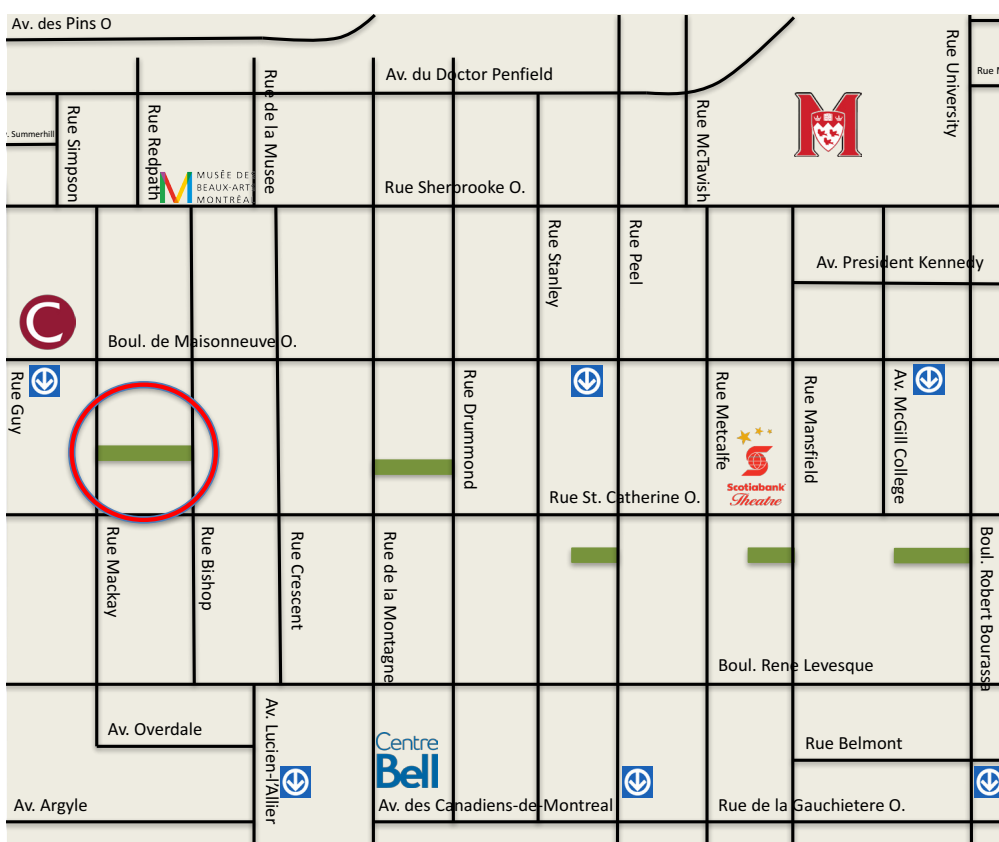 Av. des Pins O
Av. du Doctor Penfield
Rue University
Rue M
. Summerhill
Rue Simpson
Rue Redpath
Rue de la Musee
Rue McTavish
M
MUSÉE DES
BEAUX-ARTS
MONTRÉAL
M
Rue Sherbrooke O.
Rue Stanley
Rue Peel
Av. President Kennedy
C
Boul. de Maisonneuve O.
Rue Guy
Rue Drummond
Rue Metcalfe
Rue Mansfield
Av. McGill College
Scotiabank
Theatre
Rue St. Catherine O.
Rue Mackay
Rue Bishop
Rue Crescent
Rue de la Montagne
Boul. Robert Bourassa
Boul. Rene Levesque
Av. Overdale
Av. Lucien-l'Allier
Centre
Bell
Rue Belmont
Av. Argyle
Av. des Canadiens-de-Montreal
Rue de la Gauchietere O.